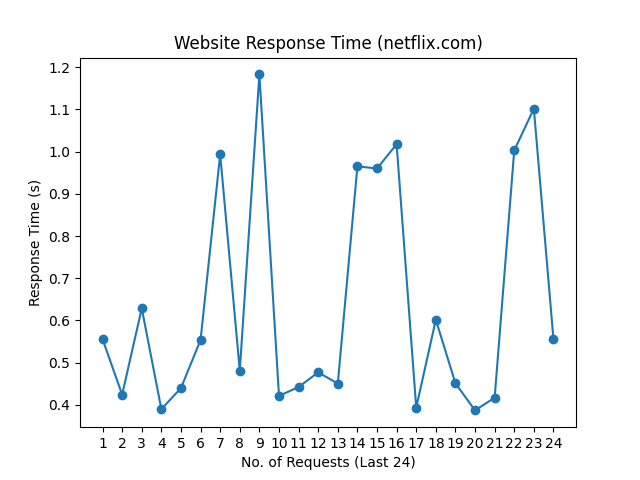 Website Response Time (netflix.com)
1.2
1.1
1.0
0.9
0.8
0.7
0.6
0.5
0.4
Response Time (s)
1 2 3 4 5 6 7 8 9 10 11 12 13 14 15 16 17 18 19 20 21 22 23 24
No. of Requests (Last 24)